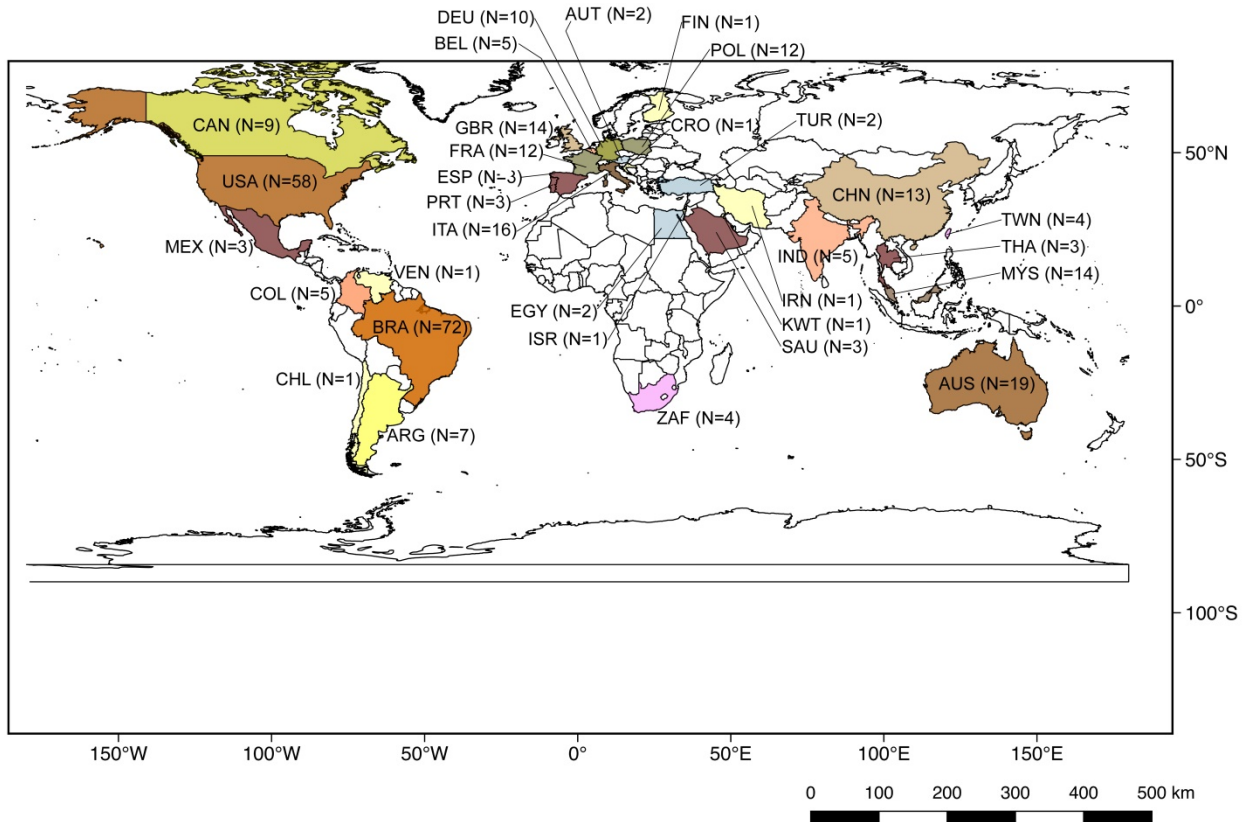 DEU (N=10)
AUT (N=2)
FIN (N=1)
BEL (N=5)
POL (N=12)
CAN (N=9)
GBR (N=14)
CRO (N=1)
TUR (N=2)
50°N
FRA (N=12)
USA (N=58)
ESP (N=3)
CHN (N=13)
PRT (N=3)
TWN (N=4)
ITA (N=16)
MEX (N=3)
VEN (N=1)
IND (N=5)
THA (N=3)
MYS (N=14)
COL (N=5)
EGY (N=2)
IRN (N=1)
0°
BRA (N=72)
ISR (N=1)
KWT (N=1)
SAU (N=3)
CHL (N=1)
AUS (N=19)
ZAF (N=4)
ARG (N=7)
50°S
100°S
150°W 100°W 50°W 0° 50°E 100°E 150°E
0 100 200 300 400 500 km